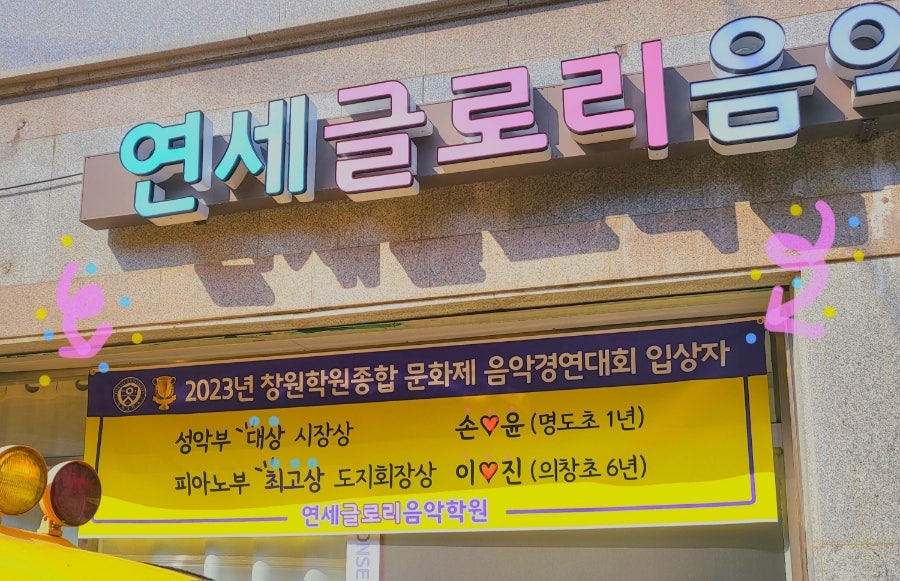 연세글로리음악
2023년 창원학원종합 문화제 음악경연대회 입상자
성악부 대상 시장상 손♥윤 (명도초 1년)
피아노부 최고상 도지회장상 이♥진 (의창초 6년)
연세글로리음악학원